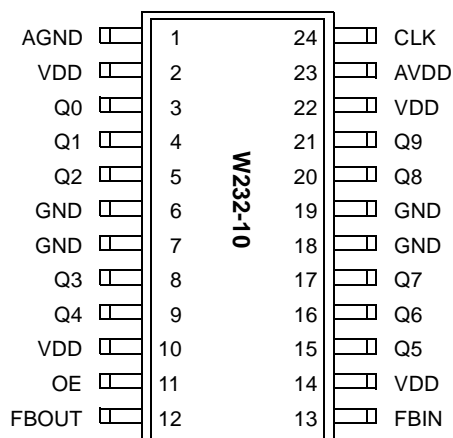 AGND 1 24 CLK
VDD 2 23 AVDD
Q0 3 22 VDD
Q1 4 21 Q9
Q2 5 20 Q8
GND 6 19 GND
GND 7 18 GND
Q3 8 17 Q7
Q4 9 16 Q6
VDD 10 15 Q5
OE 11 14 VDD
FBOUT 12 13 FBIN
W232-10